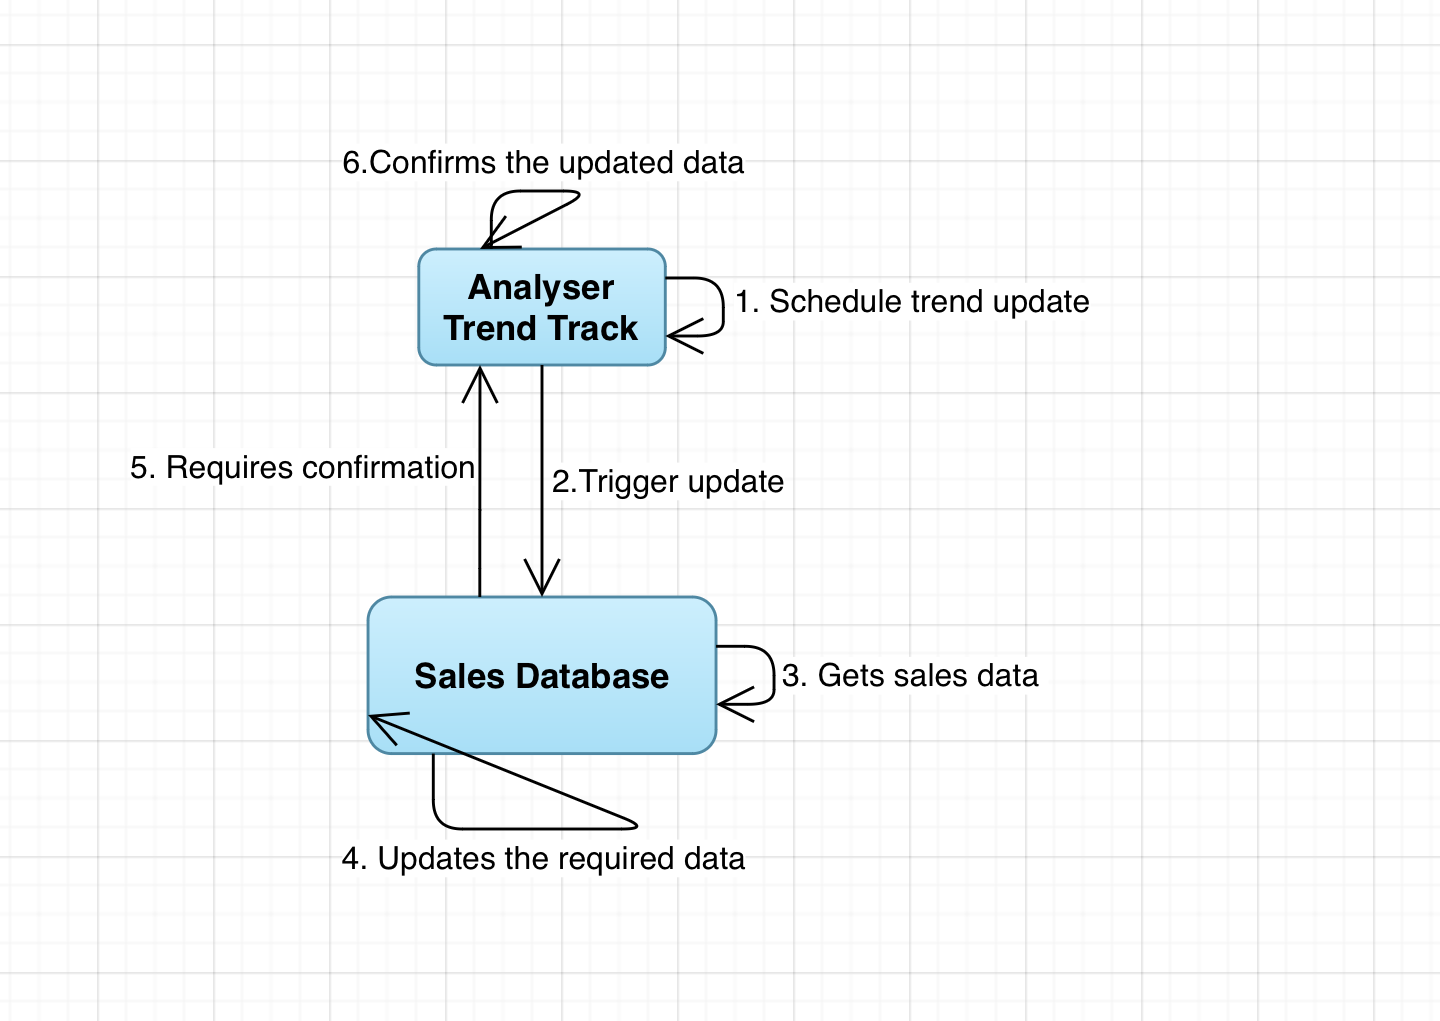 6.Confirms the updated data
Analyser
Trend Track
1. Schedule trend update
5. Requires confirmation
2.Trigger update
Sales Database
3. Gets sales data
4. Updates the required data